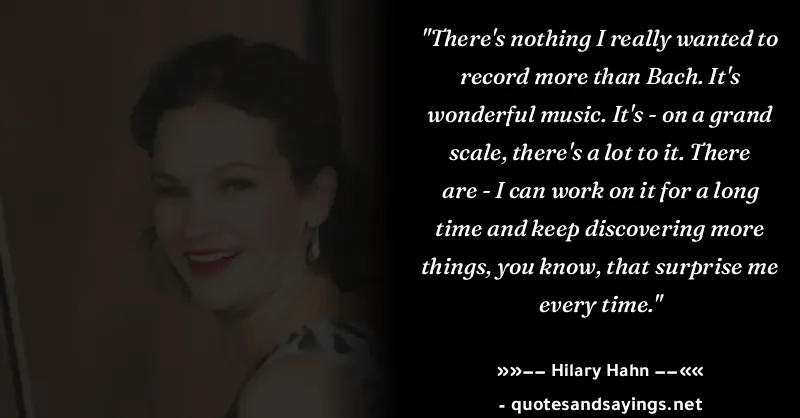 "There's nothing I really wanted to
record more than Bach. It's
wonderful music. It's - on a grand
scale, there's a lot to it. There
are - I can work on it for a long
time and keep discovering more
things, you know, that surprise me
every time."
»»−− Hilary Hahn −−««
- quotesandsayings.net